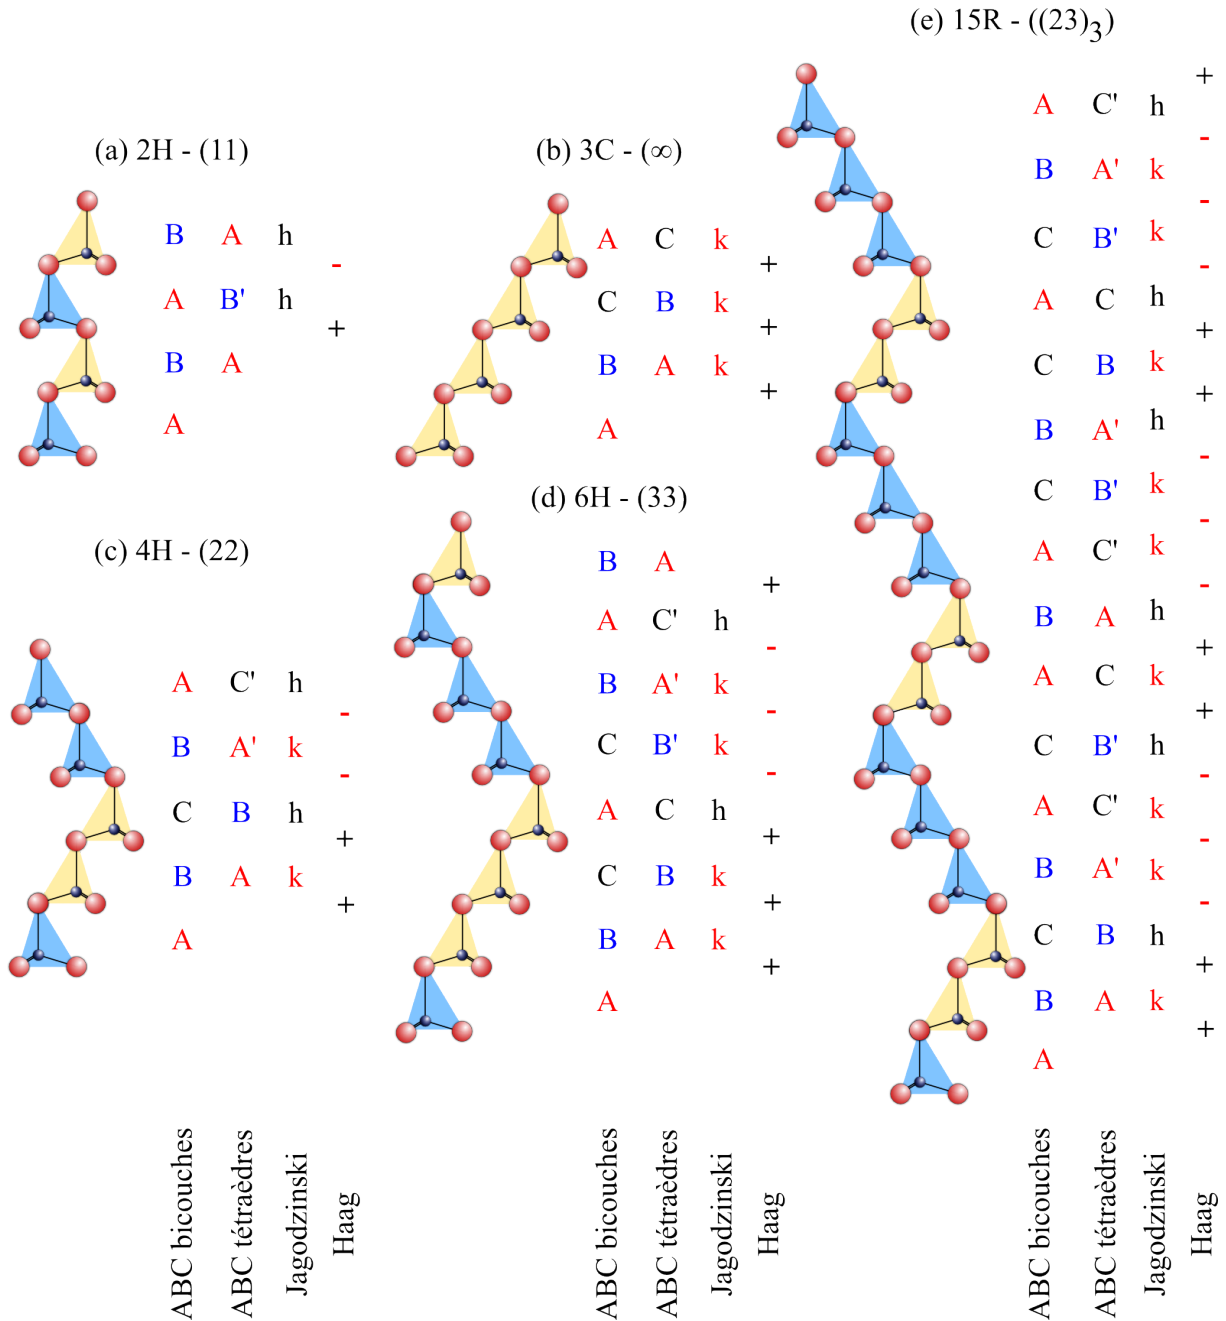 (a) 2H - (11)
B A h
-
A B' h
+
B A
A
(b) 3C - (∞)
A C k
+
C B k
+
B A k
+
A
(c) 4H - (22)
A C' h
-
B A' k
-
C B h
+
B A k
+
A
(d) 6H - (33)
B A
+
A C' h
-
B A' k
-
C B' k
-
A C h
+
C B k
+
B A k
+
A
(e) 15R - ((23)3)
+
A C' h
-
B A' k
-
C B' k
-
A C h
+
C B k
+
B A' h
-
C B' k
-
A C' k
-
B A h
+
A C k
+
C B' h
-
A C' k
-
B A' k
-
C B h
+
B A k
+
A
ABC bicouches
ABC tétraèdres
Jagodzinski
Haag
ABC bicouches
ABC tétraèdres
Jagodzinski
Haag
ABC bicouches
ABC tétraèdres
Jagodzinski
Haag